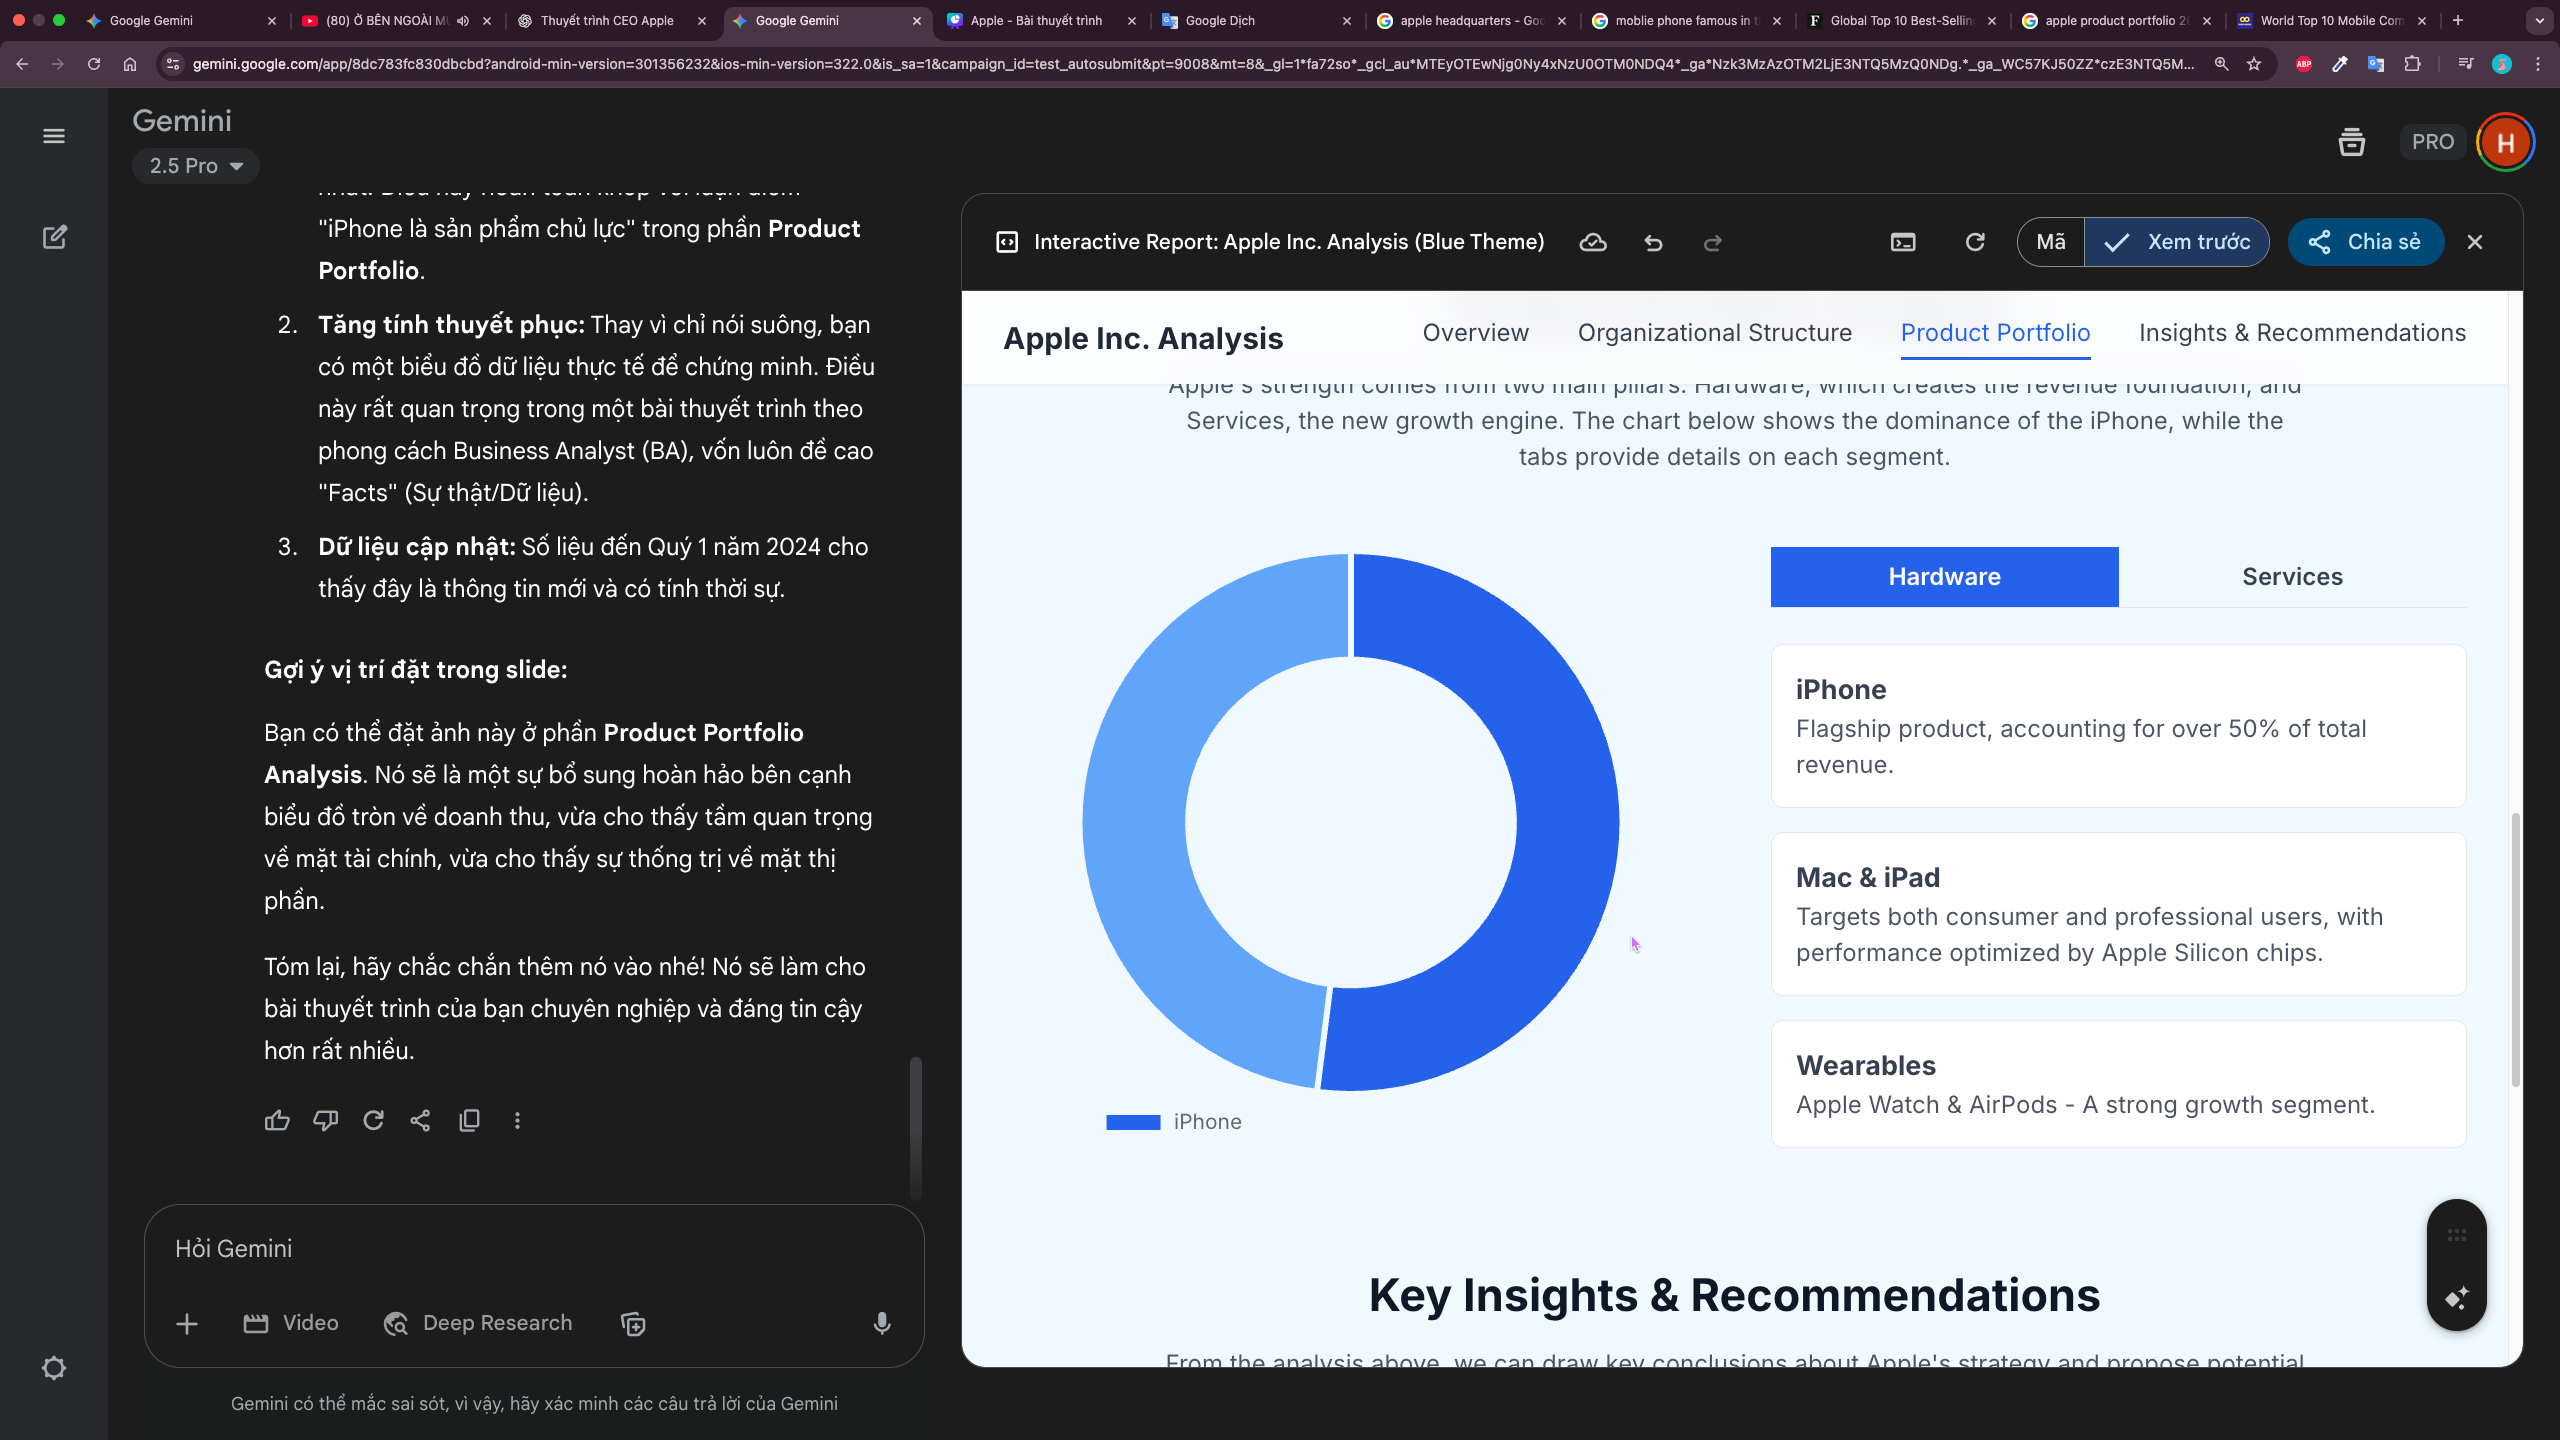 Google Gemini
(80) Ở BÊN NGOÀI
Thuyết trình CEO Apple
Google Gemini
Apple - Bài thuyết trình
Google Dịch
apple headquarters - Goo
moblie phone famous in t
Global Top 10 Best-Sellin
apple product portfolio 20
World Top 10 Mobile Com
gemini.google.com/app/8dc783fc830dbcbd?android-min-version=301356232&ios-min-version=322.0&is_sa=1&campaign_id=test_autosubmit&pt=9008&mt=8&_gl=1*fa72so*_gcl_au*MTEyOTEwNjg0Ny4xNzU0OTM0NDQ4*_ga*Nzk3MzAzOTM2LjE3NTQ5MzQ0NDg.*_ga_WC57KJ50ZZ*czE3NTQ5M...
ABP
Gemini
2.5 Pro
PRO
H
"iPhone là sản phẩm chủ lực" trong phần Product
Portfolio.
2. Tăng tính thuyết phục: Thay vì chỉ nói suông, bạn
có một biểu đồ dữ liệu thực tế để chứng minh. Điều
này rất quan trọng trong một bài thuyết trình theo
phong cách Business Analyst (BA), vốn luôn đề cao
"Facts" (Sự thật/Dữ liệu).
3. Dữ liệu cập nhật: Số liệu đến Quý 1 năm 2024 cho
thấy đây là thông tin mới và có tính thời sự.
Gợi ý vị trí đặt trong slide:
Bạn có thể đặt ảnh này ở phần Product Portfolio
Analysis. Nó sẽ là một sự bổ sung hoàn hảo bên cạnh
biểu đồ tròn về doanh thu, vừa cho thấy tầm quan trọng
về mặt tài chính, vừa cho thấy sự thống trị về mặt thị
phần.
Tóm lại, hãy chắc chắn thêm nó vào nhé! Nó sẽ làm cho
bài thuyết trình của bạn chuyên nghiệp và đáng tin cậy
hơn rất nhiều.
Hỏi Gemini
Video
Deep Research
Gemini có thể mắc sai sót, vì vậy, hãy xác minh các câu trả lời của Gemini
Interactive Report: Apple Inc. Analysis (Blue Theme)
Mã
Xem trước
Chia sẻ
Apple Inc. Analysis
Overview
Organizational Structure
Product Portfolio
Insights & Recommendations
Apple's strength comes from two main pillars: Hardware, which creates the revenue foundation, and
Services, the new growth engine. The chart below shows the dominance of the iPhone, while the
tabs provide details on each segment.
iPhone
Hardware
Services
iPhone
Flagship product, accounting for over 50% of total
revenue.
Mac & iPad
Targets both consumer and professional users, with
performance optimized by Apple Silicon chips.
Wearables
Apple Watch & AirPods - A strong growth segment.
Key Insights & Recommendations
From the analysis above, we can draw key conclusions about Apple's strategy and propose potential